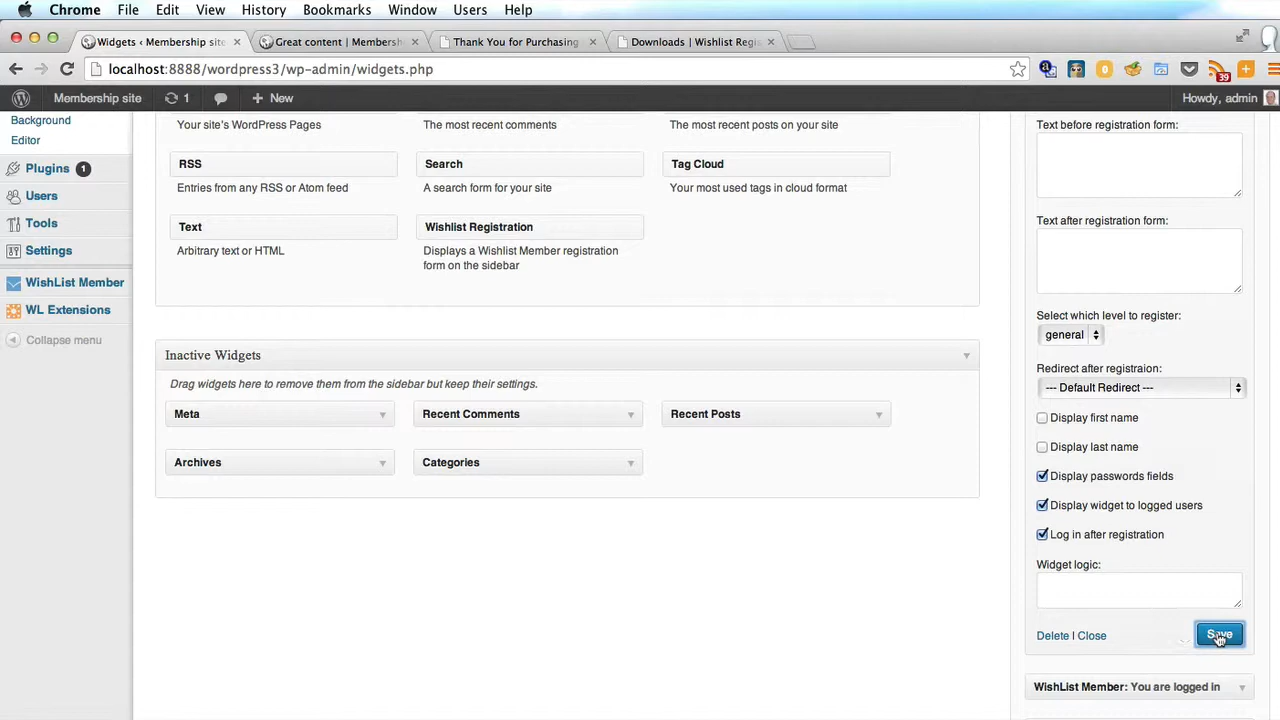 Chrome File Edit View History Bookmarks Window Users Help
Widgets ‹ Membership site Great content | Membersh Thank You for Purchasing Downloads | Wishlist Regis
localhost:8888/wordpress3/wp-admin/widgets.php
39
Membership site 1 + New Howdy, admin
Background
Editor
Plugins 1
Users
Tools
Settings
WishList Member
WL Extensions
Collapse menu
Your site's WordPress Pages
The most recent comments
The most recent posts on your site
RSS
Entries from any RSS or Atom feed
Search
A search form for your site
Tag Cloud
Your most used tags in cloud format
Text
Arbitrary text or HTML
Wishlist Registration
Displays a Wishlist Member registration
form on the sidebar
Inactive Widgets
Drag widgets here to remove them from the sidebar but keep their settings.
Meta
Recent Comments
Recent Posts
Archives
Categories
Text before registration form:
Text after registration form:
Select which level to register:
general
Redirect after registraion:
--- Default Redirect ---
Display first name
Display last name
Display passwords fields
Display widget to logged users
Log in after registration
Widget logic:
Delete | Close
Save
WishList Member: You are logged in